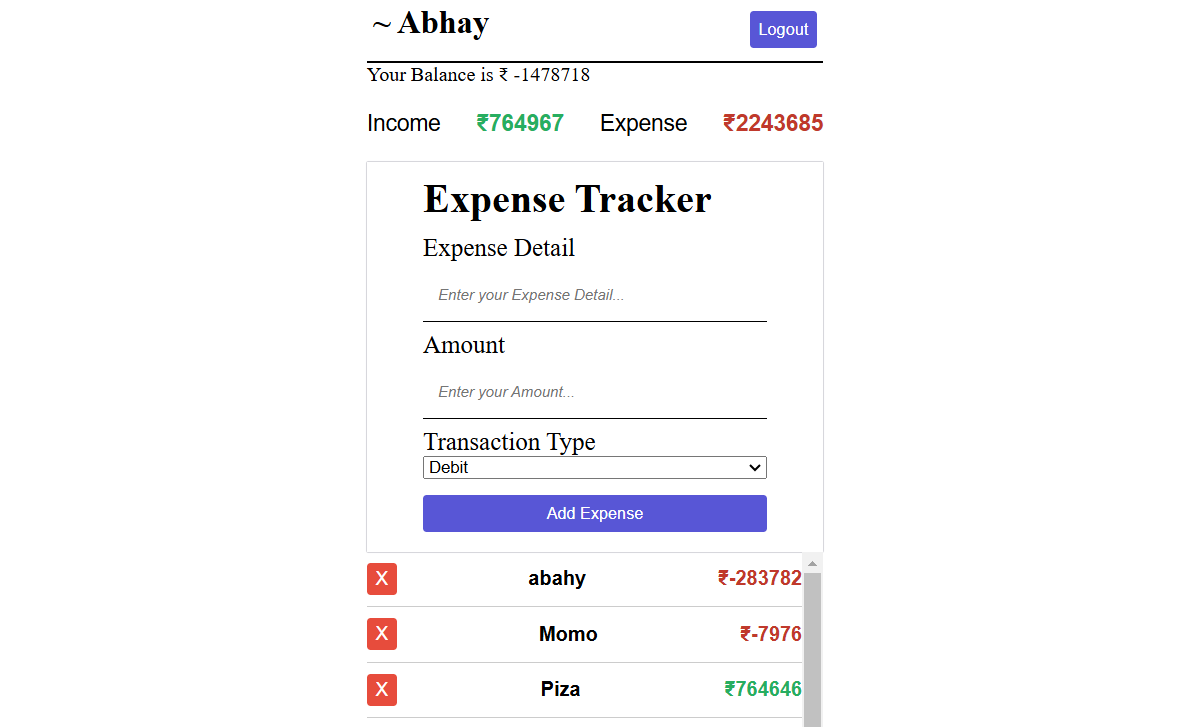 ~ Abhay
Logout
Your Balance is ₹ -1478718
Income ₹764967 Expense ₹2243685
Expense Tracker
Expense Detail
Enter your Expense Detail...
Amount
Enter your Amount...
Transaction Type
Debit
Add Expense
X abahy ₹-283782
X Momo ₹-7976
X Piza ₹764646